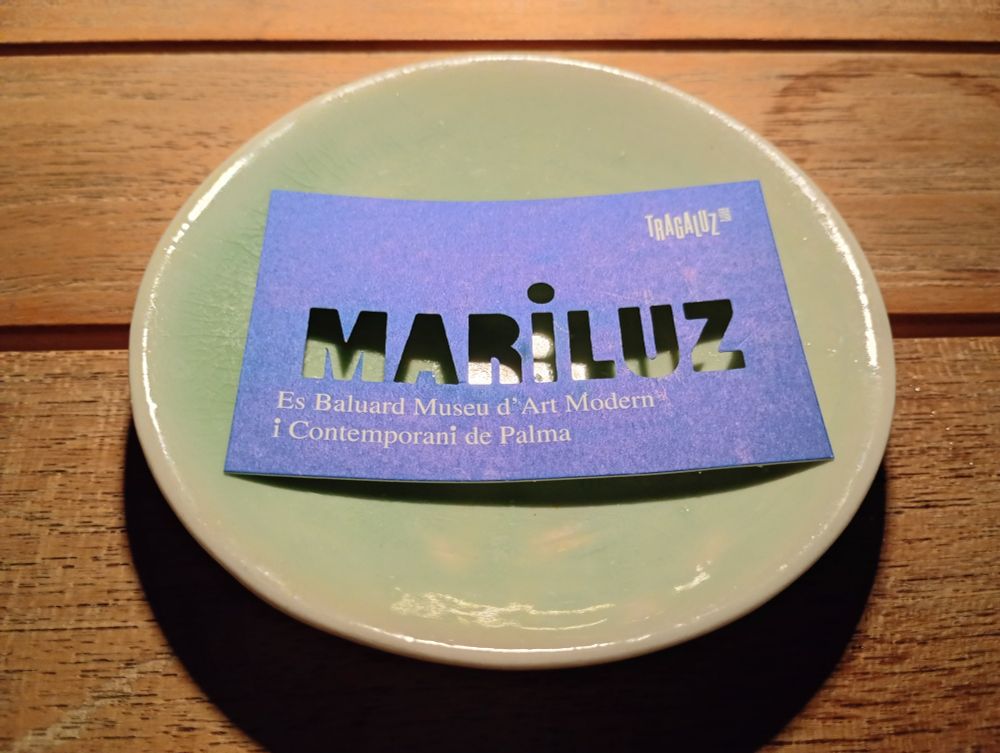 TRAGALUZ
MARiLUZ
Es Baluard Museu d'Art Modern
i Contemporani de Palma